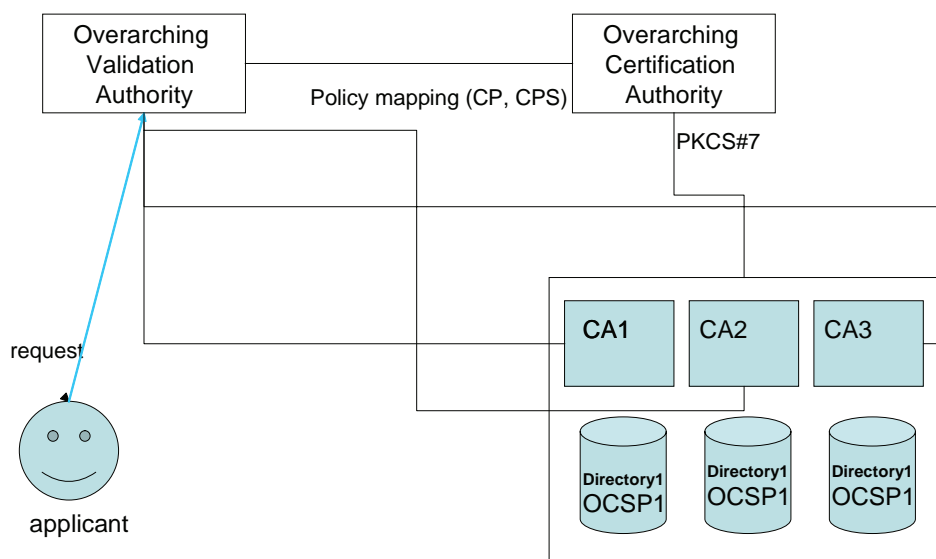 Overarching
Validation
Authority
Overarching
Certification
Authority
Policy mapping (CP, CPS)
PKCS#7
CA1
CA2
CA3
request
Directory1
OCSP1
Directory1
OCSP1
Directory1
OCSP1
applicant